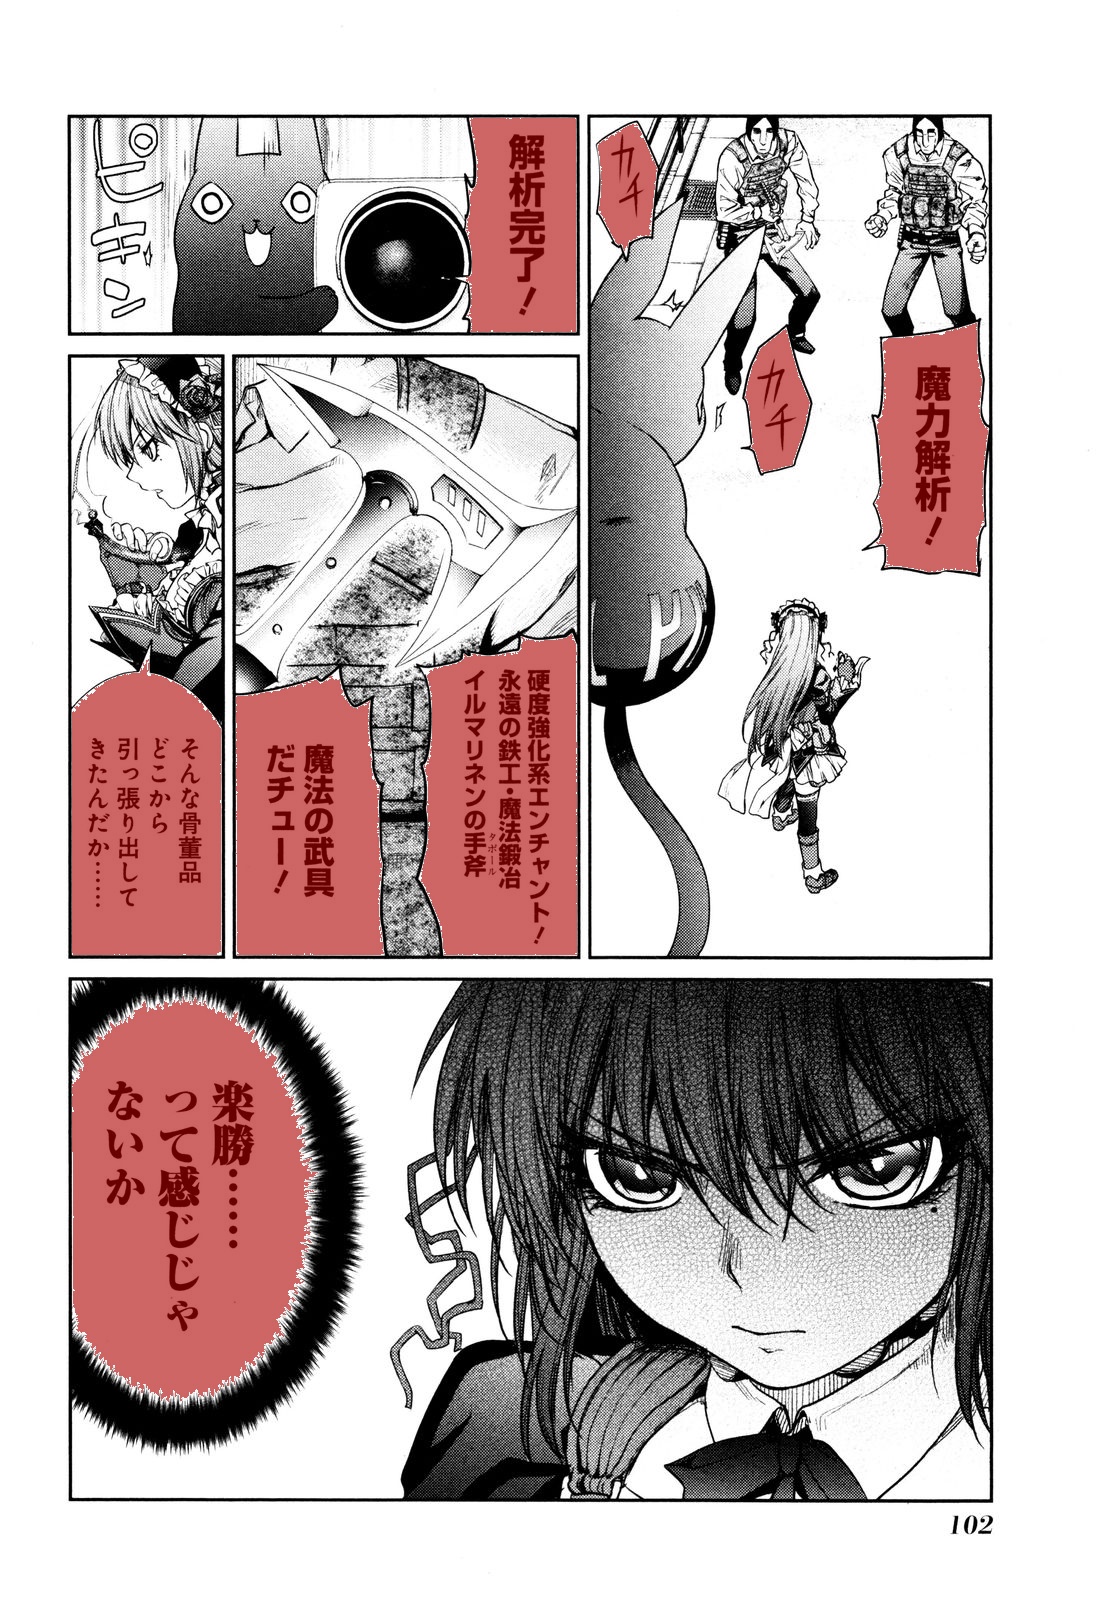 カチ
カチ
魔力解析!
解析完了!
ピキン
硬度強化系エンチャント!
永遠の鉄工・魔法鍛冶
イルマリネンの手斧
タポール
魔法の武具
だチュー!
そんな骨董品
どこから
引っ張り出して
きたんだか……
楽勝……
って感じじゃ
ないか
102